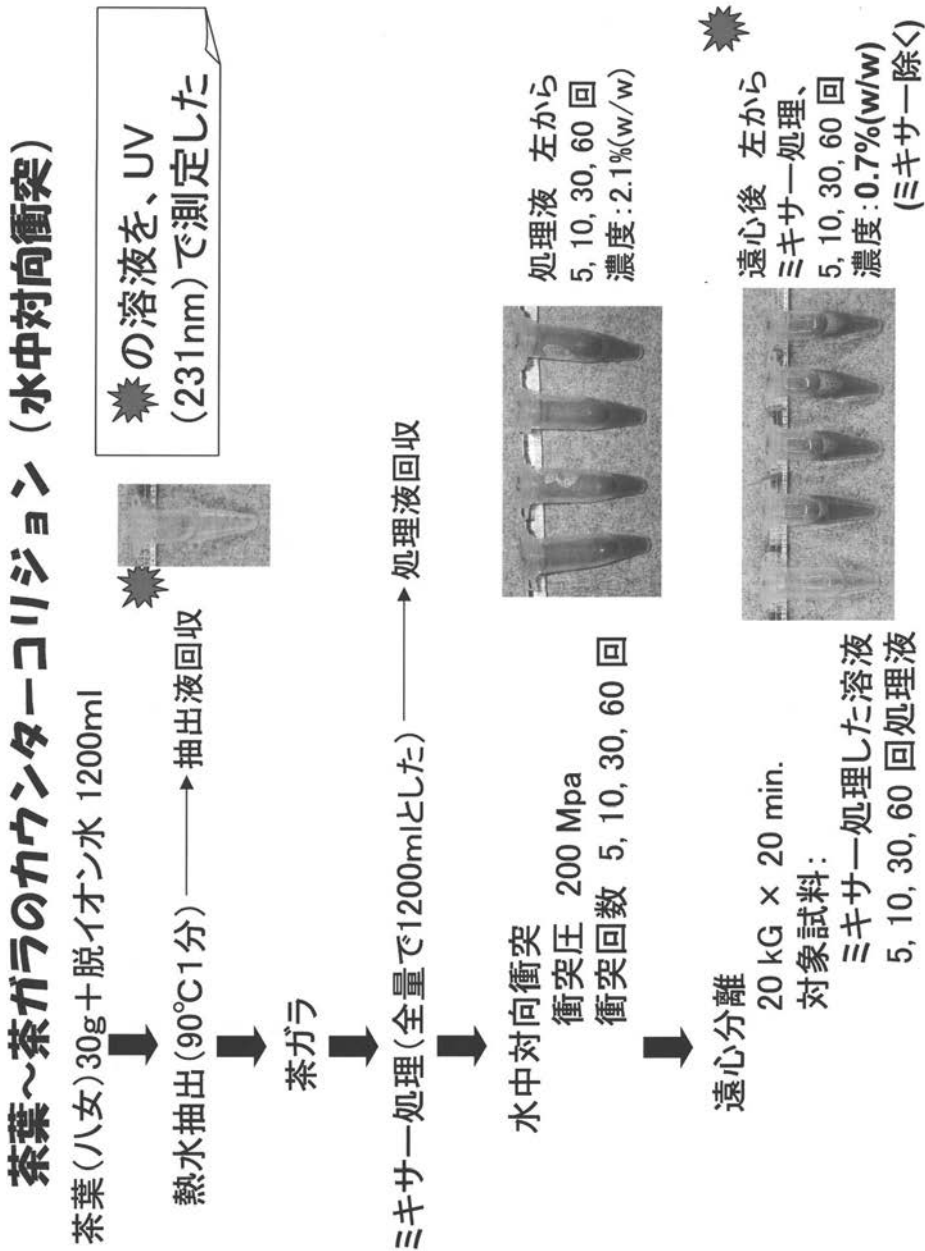 茶葉～茶ガラのカウンターコリジョン（水中対向衝突）
茶葉（八女）30g＋脱イオン水 1200ml
熱水抽出（90℃1分）
抽出液回収
の溶液を、UV
（231nm）で測定した
茶ガラ
ミキサー処理（全量で1200mlとした）
処理液回収
水中対向衝突
衝突圧 200 Mpa
衝突回数 5, 10, 30, 60 回
処理液 左から
5, 10, 30, 60 回
濃度：2.1%(w/w)
遠心分離
20 kG × 20 min.
対象試料：
ミキサー処理した溶液
5, 10, 30, 60 回処理液
遠心後 左から
ミキサー処理、
5, 10, 30, 60 回
濃度：0.7%(w/w)
(ミキサー除く)